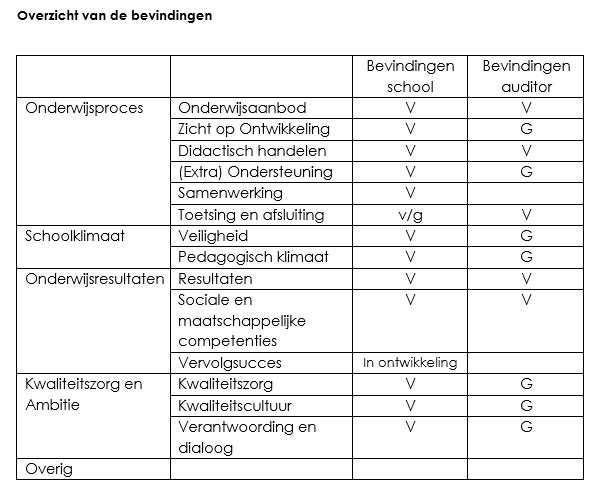 Overzicht van de bevindingen
Bevindingen school Bevindingen auditor
Onderwijsproces Onderwijsaanbod V V
Zicht op Ontwikkeling V G
Didactisch handelen V V
(Extra) Ondersteuning V G
Samenwerking V
Toetsing en afsluiting v/g V
Schoolklimaat Veiligheid V G
Pedagogisch klimaat V G
Onderwijsresultaten Resultaten V V
Sociale en V V
maatschappelijke
competenties
Vervolgsucces In ontwikkeling
Kwaliteitszorg en Kwaliteitszorg V G
Ambitie Kwaliteitscultuur V G
Verantwoording en V G
dialoog
Overig